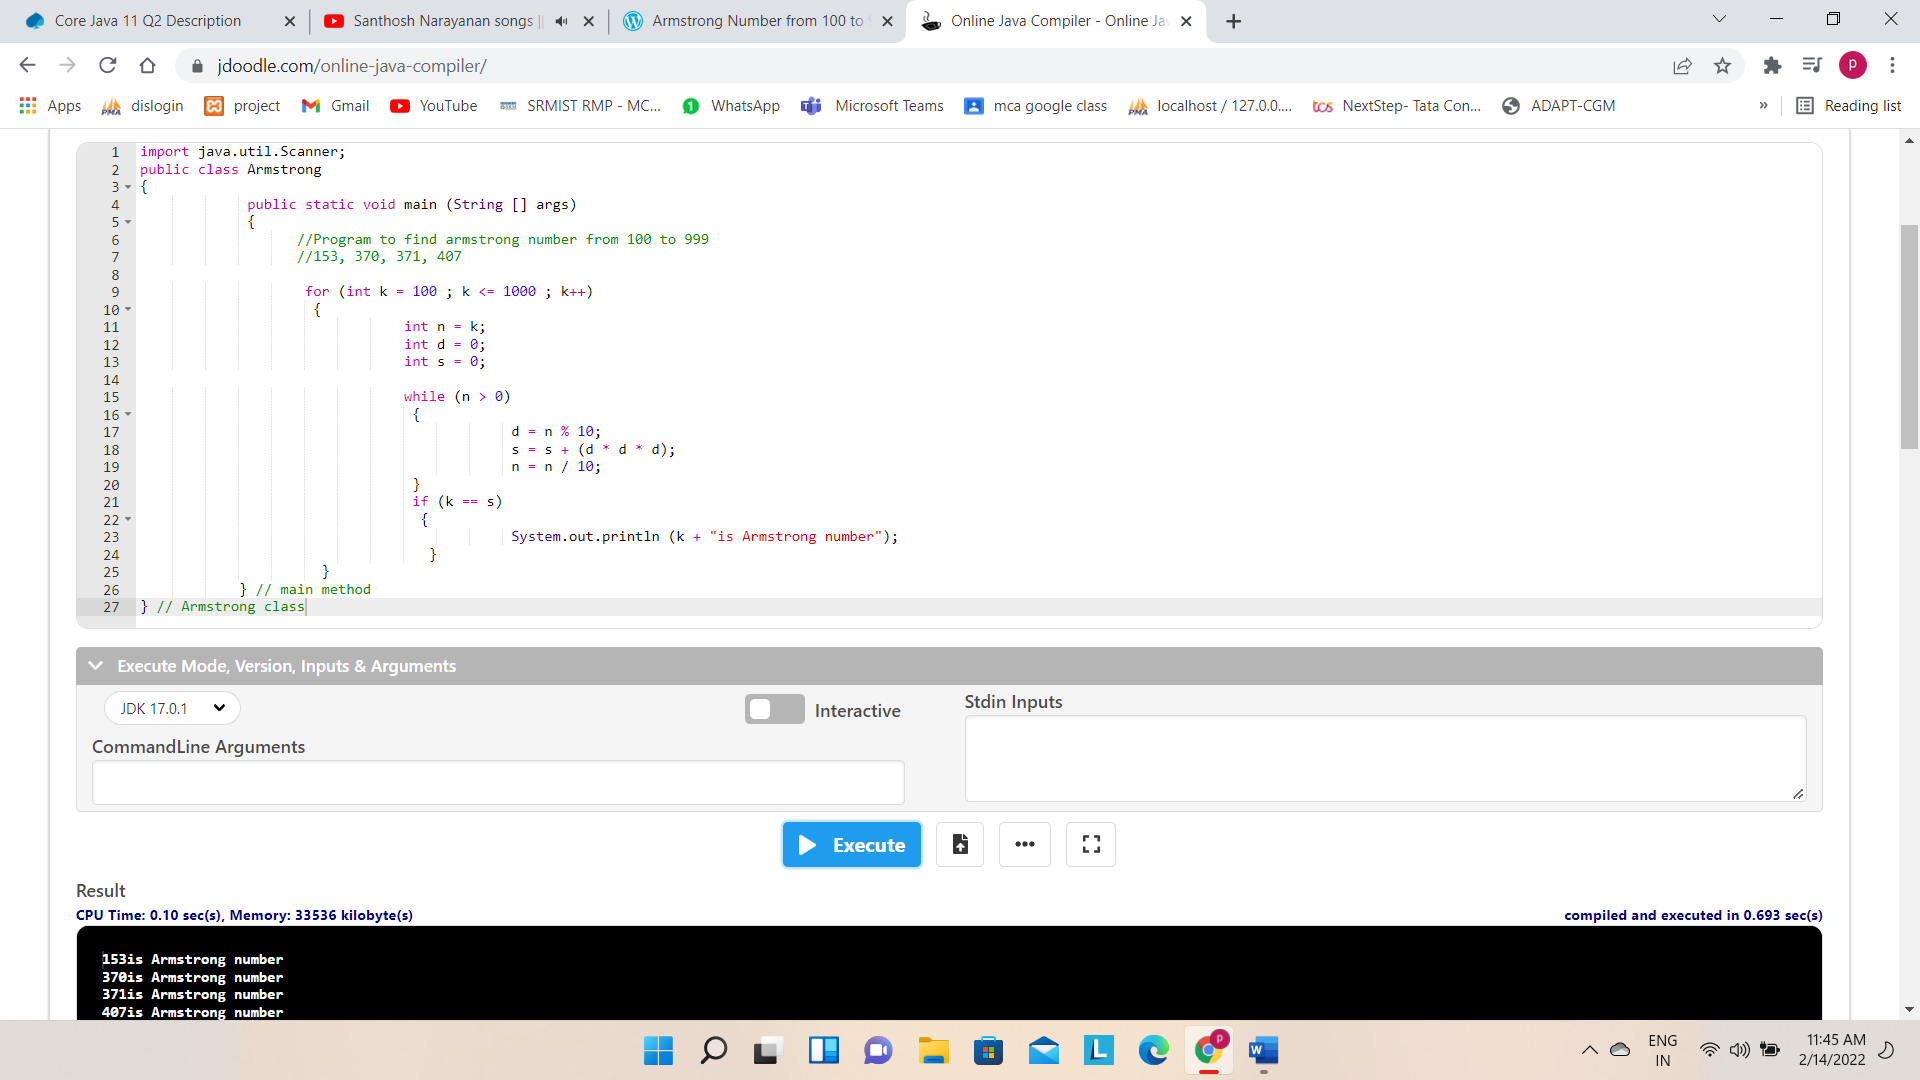 Core Java 11 Q2 Description
Santhosh Narayanan songs ||
Armstrong Number from 100 to
Online Java Compiler - Online Ja
jdoodle.com/online-java-compiler/
P
Apps
dislogin
project
Gmail
YouTube
SRMIST RMP - MC...
1 WhatsApp
Microsoft Teams
mca google class
localhost / 127.0.0....
tcs NextStep- Tata Con...
ADAPT-CGM
»
Reading list
1 import java.util.Scanner;
2 public class Armstrong
3 {
4 public static void main (String [] args)
5 {
6 //Program to find armstrong number from 100 to 999
7 //153, 370, 371, 407
8
9 for (int k = 100 ; k <= 1000 ; k++)
10 {
11 int n = k;
12 int d = 0;
13 int s = 0;
14
15 while (n > 0)
16 {
17 d = n % 10;
18 s = s + (d * d * d);
19 n = n / 10;
20 }
21 if (k == s)
22 {
23 System.out.println (k + "is Armstrong number");
24 }
25 }
26 } // main method
27 } // Armstrong class
Execute Mode, Version, Inputs & Arguments
JDK 17.0.1
Interactive
Stdin Inputs
CommandLine Arguments
Execute
Result
CPU Time: 0.10 sec(s), Memory: 33536 kilobyte(s)
compiled and executed in 0.693 sec(s)
153is Armstrong number
370is Armstrong number
371is Armstrong number
407is Armstrong number
ENG
IN
11:45 AM
2/14/2022